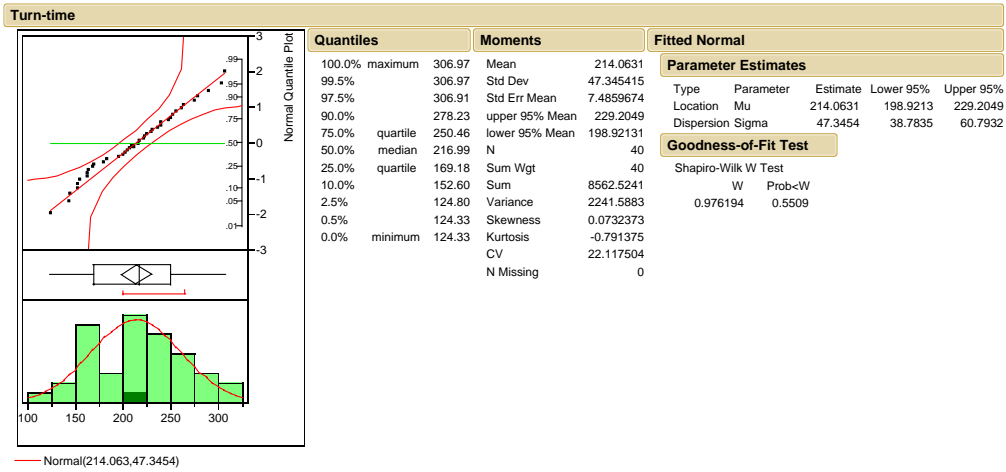 Turn-time
Normal Quantile Plot
3
2
1
0
-1
-2
-3
.99
.95
.90
.75
.50
.25
.10
.05
.01
100 150 200 250 300
Normal(214.063,47.3454)
Quantiles
100.0% maximum 306.97
99.5% 306.97
97.5% 306.91
90.0% 278.23
75.0% quartile 250.46
50.0% median 216.99
25.0% quartile 169.18
10.0% 152.60
2.5% 124.80
0.5% 124.33
0.0% minimum 124.33
Moments
Mean 214.0631
Std Dev 47.345415
Std Err Mean 7.4859674
upper 95% Mean 229.2049
lower 95% Mean 198.92131
N 40
Sum Wgt 40
Sum 8562.5241
Variance 2241.5883
Skewness 0.0732373
Kurtosis -0.791375
CV 22.117504
N Missing 0
Fitted Normal
Parameter Estimates
Type Parameter Estimate Lower 95% Upper 95%
Location Mu 214.0631 198.9213 229.2049
Dispersion Sigma 47.3454 38.7835 60.7932
Goodness-of-Fit Test
Shapiro-Wilk W Test
W Prob<W
0.976194 0.5509